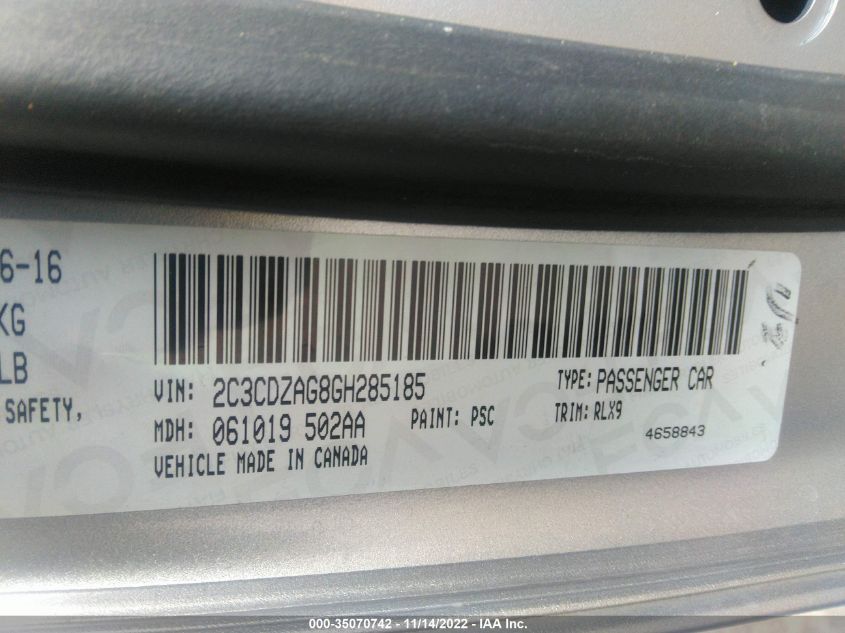 6-16
KG
LB
SAFETY,
VIN: 2C3CDZAG8GH285185 TYPE: PASSENGER CAR
MDH: 061019 502AA PAINT: PSC TRIM: RLX9
VEHICLE MADE IN CANADA 4658843
000-35070742 - 11/14/2022 - IAA Inc.